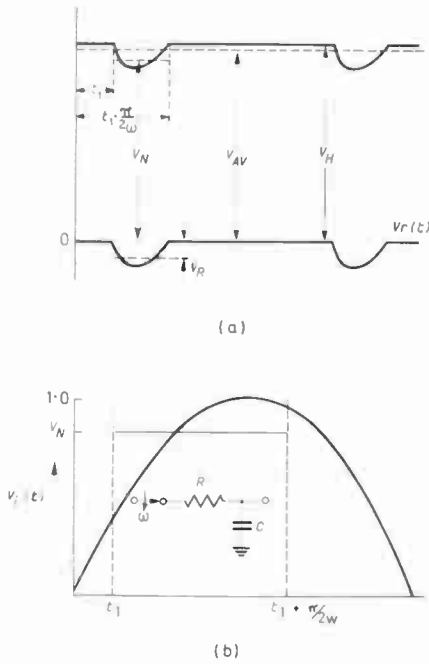 t₁
t₁ · π/2ω
V_N
V_AV
V_H
0
Vr(t)
V_R
(a)
1·0
V_N
V_i (t)
R
ω
C
t₁
t₁ + π/2w
(b)